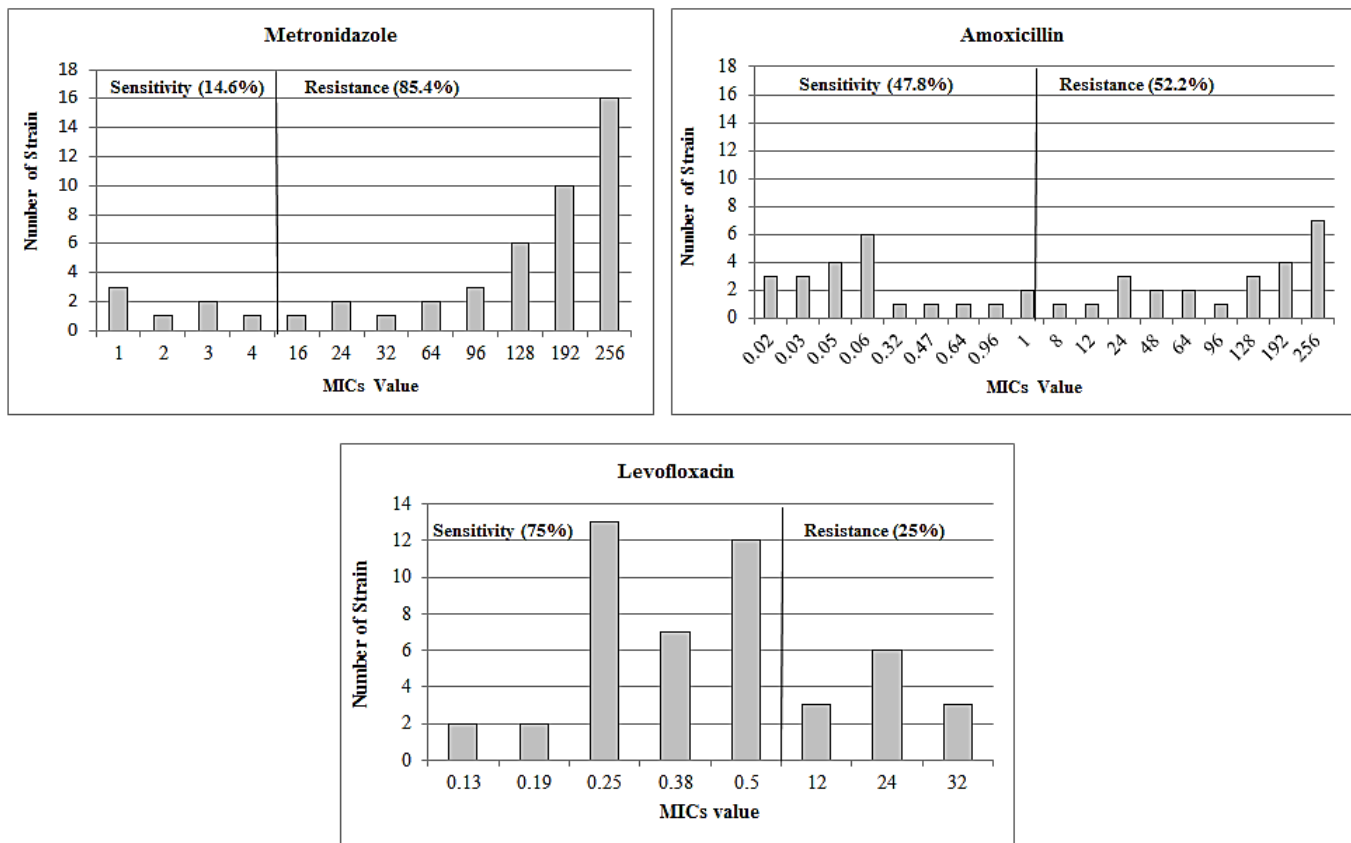 Metronidazole
Sensitivity (14.6%) Resistance (85.4%)
Number of Strain
18
16
14
12
10
8
6
4
2
0
1 2 3 4 16 24 32 64 96 128 192 256
MICs Value
Amoxicillin
Sensitivity (47.8%) Resistance (52.2%)
Number of Strain
18
16
14
12
10
8
6
4
2
0
0.02 0.03 0.05 0.06 0.32 0.47 0.64 0.96 1 8 12 24 48 64 96 128 192 256
MICs Value
Levofloxacin
Sensitivity (75%) Resistance (25%)
Number of Strain
14
12
10
8
6
4
2
0
0.13 0.19 0.25 0.38 0.5 12 24 32
MICs value